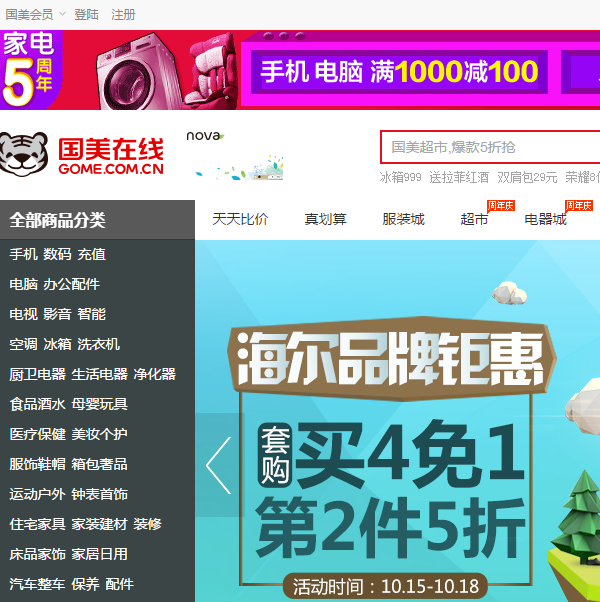 国美会员 登陆 注册
家电
5周年
手机 电脑 满1000减100
国美在线
GOME.COM.CN
nova
国美超市,爆款5折抢
冰箱999 送拉菲红酒 双肩包29元 荣耀8
全部商品分类
天天比价 真划算 服装城 超市 周年庆 电器城 周年庆
手机 数码 充值
电脑 办公配件
电视 影音 智能
空调 冰箱 洗衣机
厨卫电器 生活电器 净化器
食品酒水 母婴玩具
医疗保健 美妆个护
服饰鞋帽 箱包奢品
运动户外 钟表首饰
住宅家具 家装建材 装修
床品家饰 家居日用
汽车整车 保养 配件
海尔品牌钜惠
套购 买4免1
第2件5折
活动时间：10.15-10.18